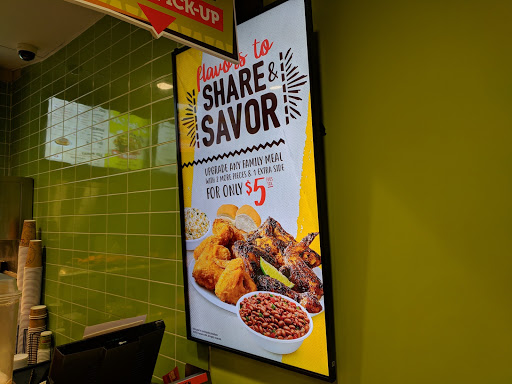 PICK-UP
flavors to
SHARE &
SAVOR
UPGRADE ANY FAMILY MEAL
WITH 2 MORE PIECES & 1 EXTRA SIDE
FOR ONLY $5